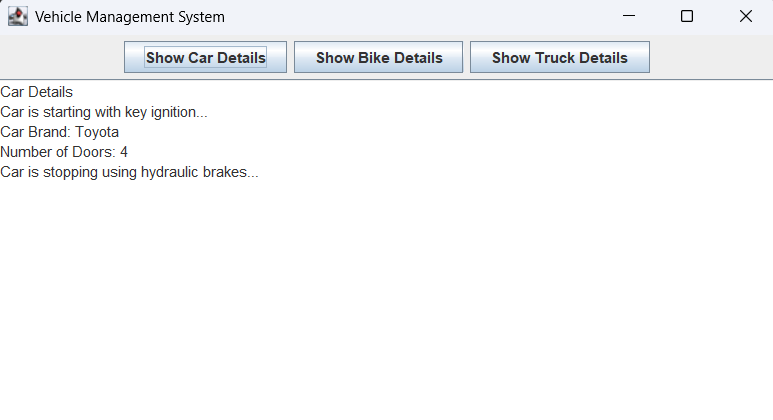 Vehicle Management System
Show Car Details Show Bike Details Show Truck Details
Car Details
Car is starting with key ignition...
Car Brand: Toyota
Number of Doors: 4
Car is stopping using hydraulic brakes...